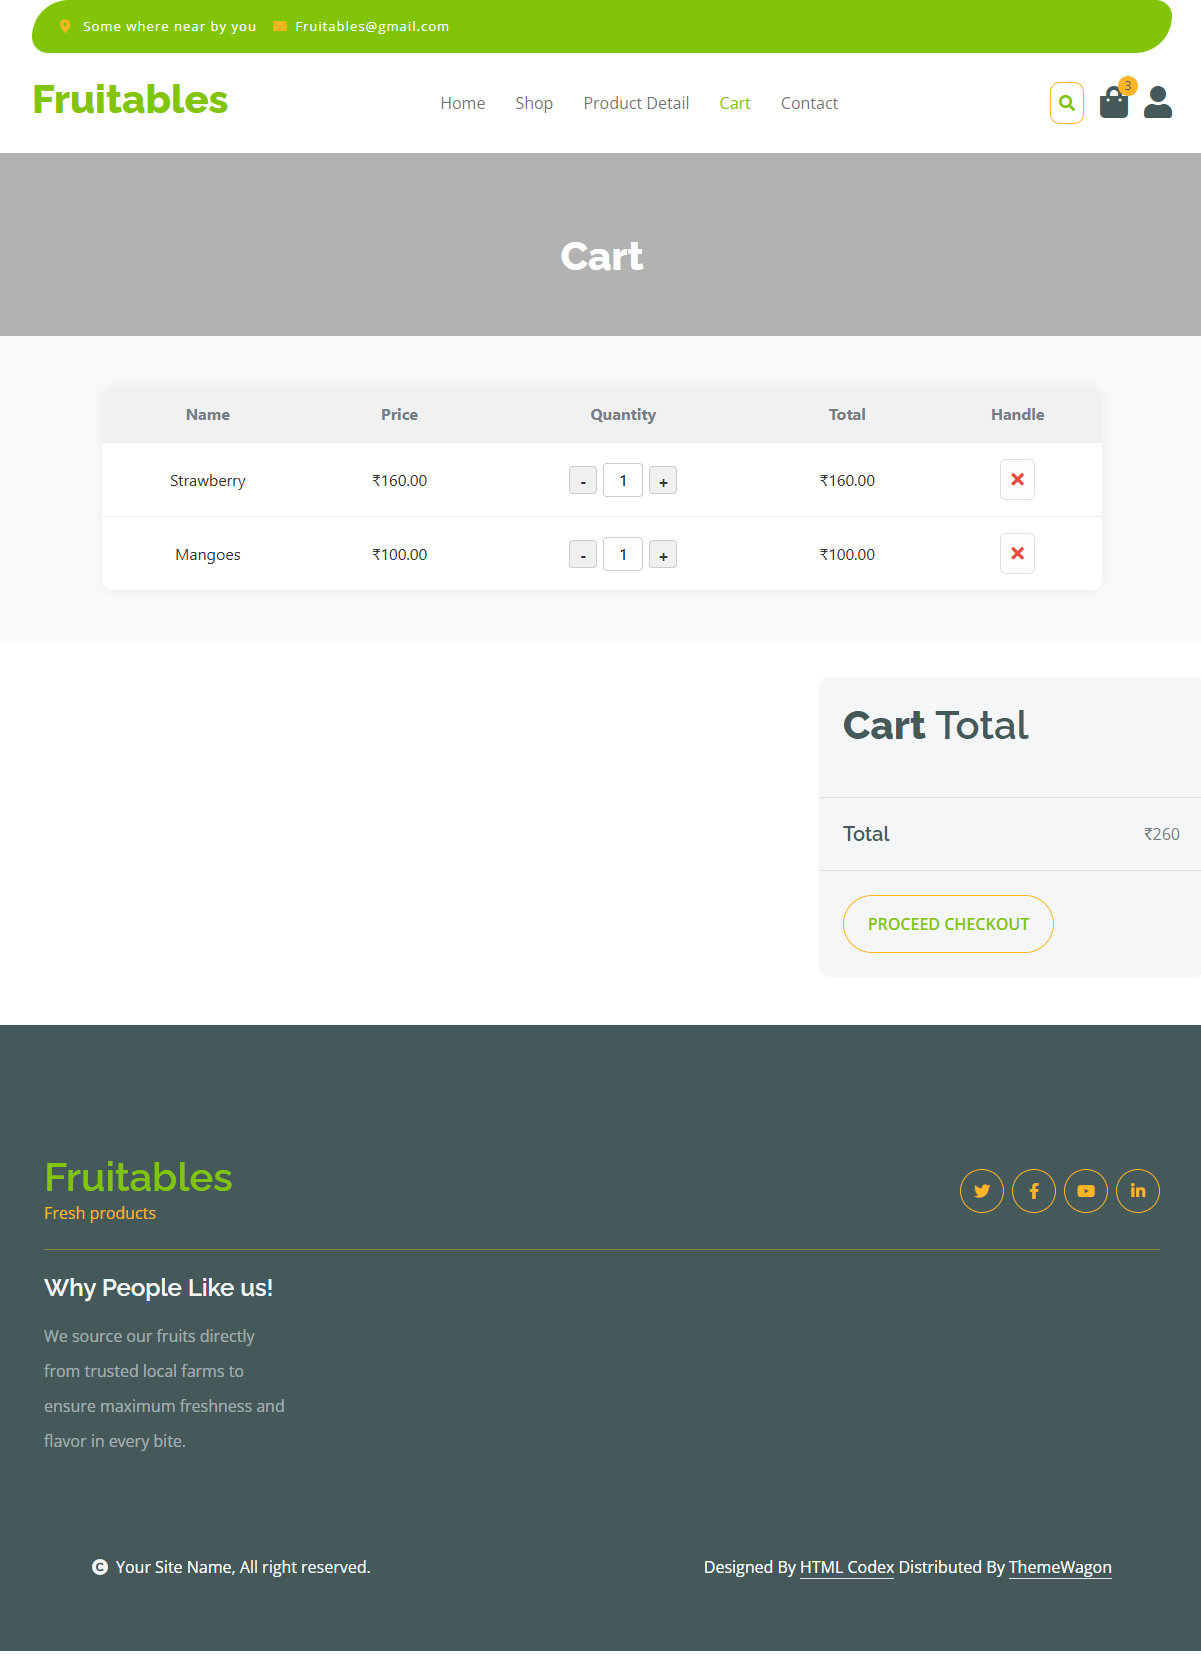 Some where near by you Fruitables@gmail.com
Fruitables Home Shop Product Detail Cart Contact 3
Cart
Name Price Quantity Total Handle
Strawberry ₹160.00 - 1 + ₹160.00
Mangoes ₹100.00 - 1 + ₹100.00
Cart Total
Total ₹260
PROCEED CHECKOUT
Fruitables
Fresh products
Why People Like us!
We source our fruits directly
from trusted local farms to
ensure maximum freshness and
flavor in every bite.
Your Site Name, All right reserved. Designed By HTML Codex Distributed By ThemeWagon